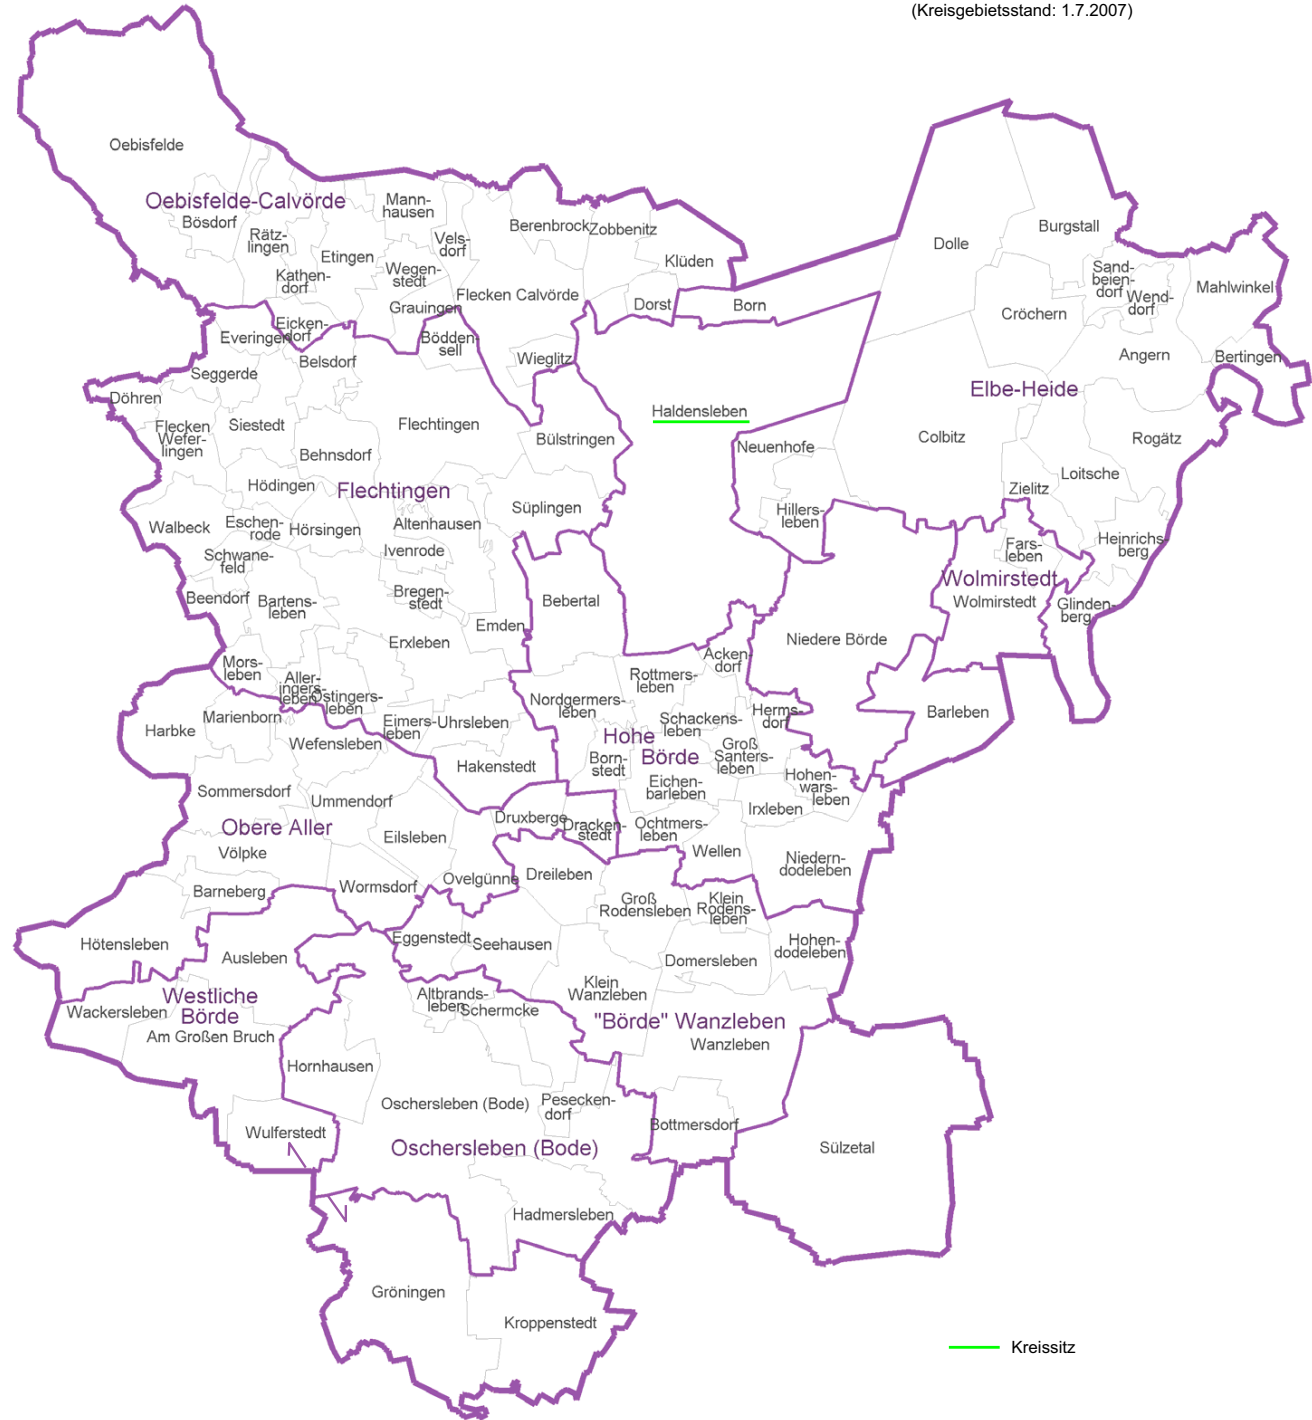 (Kreisgebietsstand: 1.7.2007)
Oebisfelde
Oebisfelde-Calvörde
Bösdorf
Rätz-
lingen
Kathen-
dorf
Etingen
Mann-
hausen
Vels-
dorf
Wegen-
stedt
Grauingen
Berenbrock
Zobbenitz
Klüden
Flecken Calvörde
Dorst
Born
Eicken-
dorf
Everingen
Bödden-
sell
Wieglitz
Belsdorf
Seggerde
Döhren
Flecken
Wefer-
lingen
Siestedt
Flechtingen
Bülstringen
Behnsdorf
Hödingen
Flechtingen
Süplingen
Walbeck
Eschen-
rode
Hörsingen
Altenhausen
Ivenrode
Schwane-
feld
Beendorf
Bartens-
leben
Bregen-
stedt
Emden
Erxleben
Mors-
leben
Aller-
ingers-
leben
Ostingers-
leben
Eimers-
leben
Uhrsleben
Hakenstedt
Haldensleben
Dolle
Burgstall
Sand-
beien-
dorf
Wend-
dorf
Mahlwinkel
Cröchern
Angern
Bertingen
Elbe-Heide
Colbitz
Rogätz
Loitsche
Zielitz
Neuenhofe
Hillers-
leben
Heinrichs-
berg
Fars-
leben
Wolmirstedt
Wolmirstedt
Glinden-
berg
Niedere Börde
Barleben
Bebertal
Acken-
dorf
Rottmers-
leben
Nordgermers-
leben
Schackens-
leben
Herms-
dorf
Hohe
Börde
Groß
Santers-
leben
Born-
stedt
Eichen-
barleben
Hohen-
wars-
leben
Irxleben
Ochtmers-
leben
Wellen
Niedern-
dodeleben
Harbke
Marienborn
Wefensleben
Sommersdorf
Ummendorf
Obere Aller
Eilsleben
Völpke
Druxberge
Dracken-
stedt
Ovelgünne
Barneberg
Wormsdorf
Hötensleben
Dreileben
Groß
Rodensleben
Klein
Rodens-
leben
Eggenstedt
Seehausen
Domersleben
Hohen-
dodeleben
Klein
Wanzleben
"Börde" Wanzleben
Wanzleben
Bottmersdorf
Sülzetal
Ausleben
Westliche
Börde
Wackersleben
Am Großen Bruch
Wulferstedt
Hornhausen
Altbrands-
leben
Schermcke
Oschersleben (Bode)
Peseckén-
dorf
Oschersleben (Bode)
Hadmersleben
Gröningen
Kroppenstedt
Kreissitz